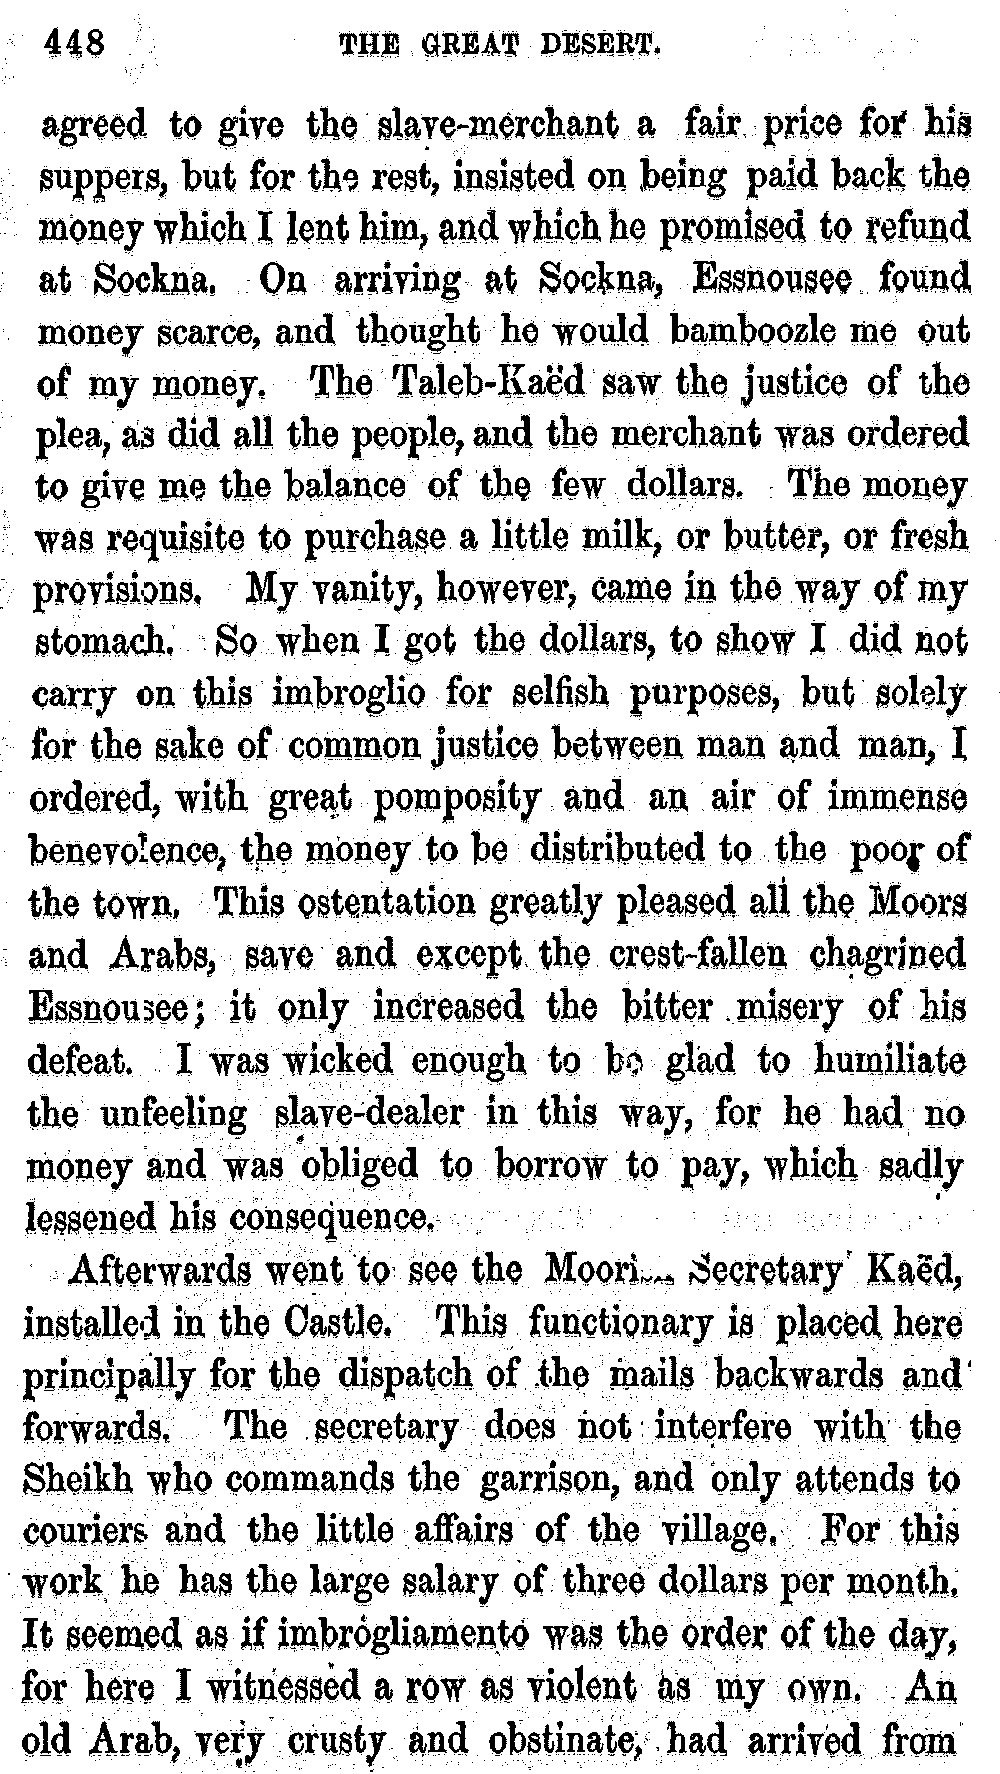 448 THE GREAT DESERT.
agreed to give the slave-merchant a fair price for his
suppers, but for the rest, insisted on being paid back the
money which I lent him, and which he promised to refund
at Sockna. On arriving at Sockna, Essnousee found
money scarce, and thought he would bamboozle me out
of my money. The Taleb-Kaëd saw the justice of the
plea, as did all the people, and the merchant was ordered
to give me the balance of the few dollars. The money
was requisite to purchase a little milk, or butter, or fresh
provisions. My vanity, however, came in the way of my
stomach. So when I got the dollars, to show I did not
carry on this imbroglio for selfish purposes, but solely
for the sake of common justice between man and man, I
ordered, with great pomposity and an air of immense
benevolence, the money to be distributed to the poor of
the town. This ostentation greatly pleased all the Moors
and Arabs, save and except the crest-fallen chagrined
Essnousee; it only increased the bitter misery of his
defeat. I was wicked enough to be glad to humiliate
the unfeeling slave-dealer in this way, for he had no
money and was obliged to borrow to pay, which sadly
lessened his consequence.
Afterwards went to see the Secretary Kaëd,
installed in the Castle. This functionary is placed here
principally for the dispatch of the mails backwards and
forwards. The secretary does not interfere with the
Sheikh who commands the garrison, and only attends to
couriers and the little affairs of the village. For this
work he has the large salary of three dollars per month.
It seemed as if imbrogliamento was the order of the day,
for here I witnessed a row as violent as my own. An
old Arab, very crusty and obstinate, had arrived from